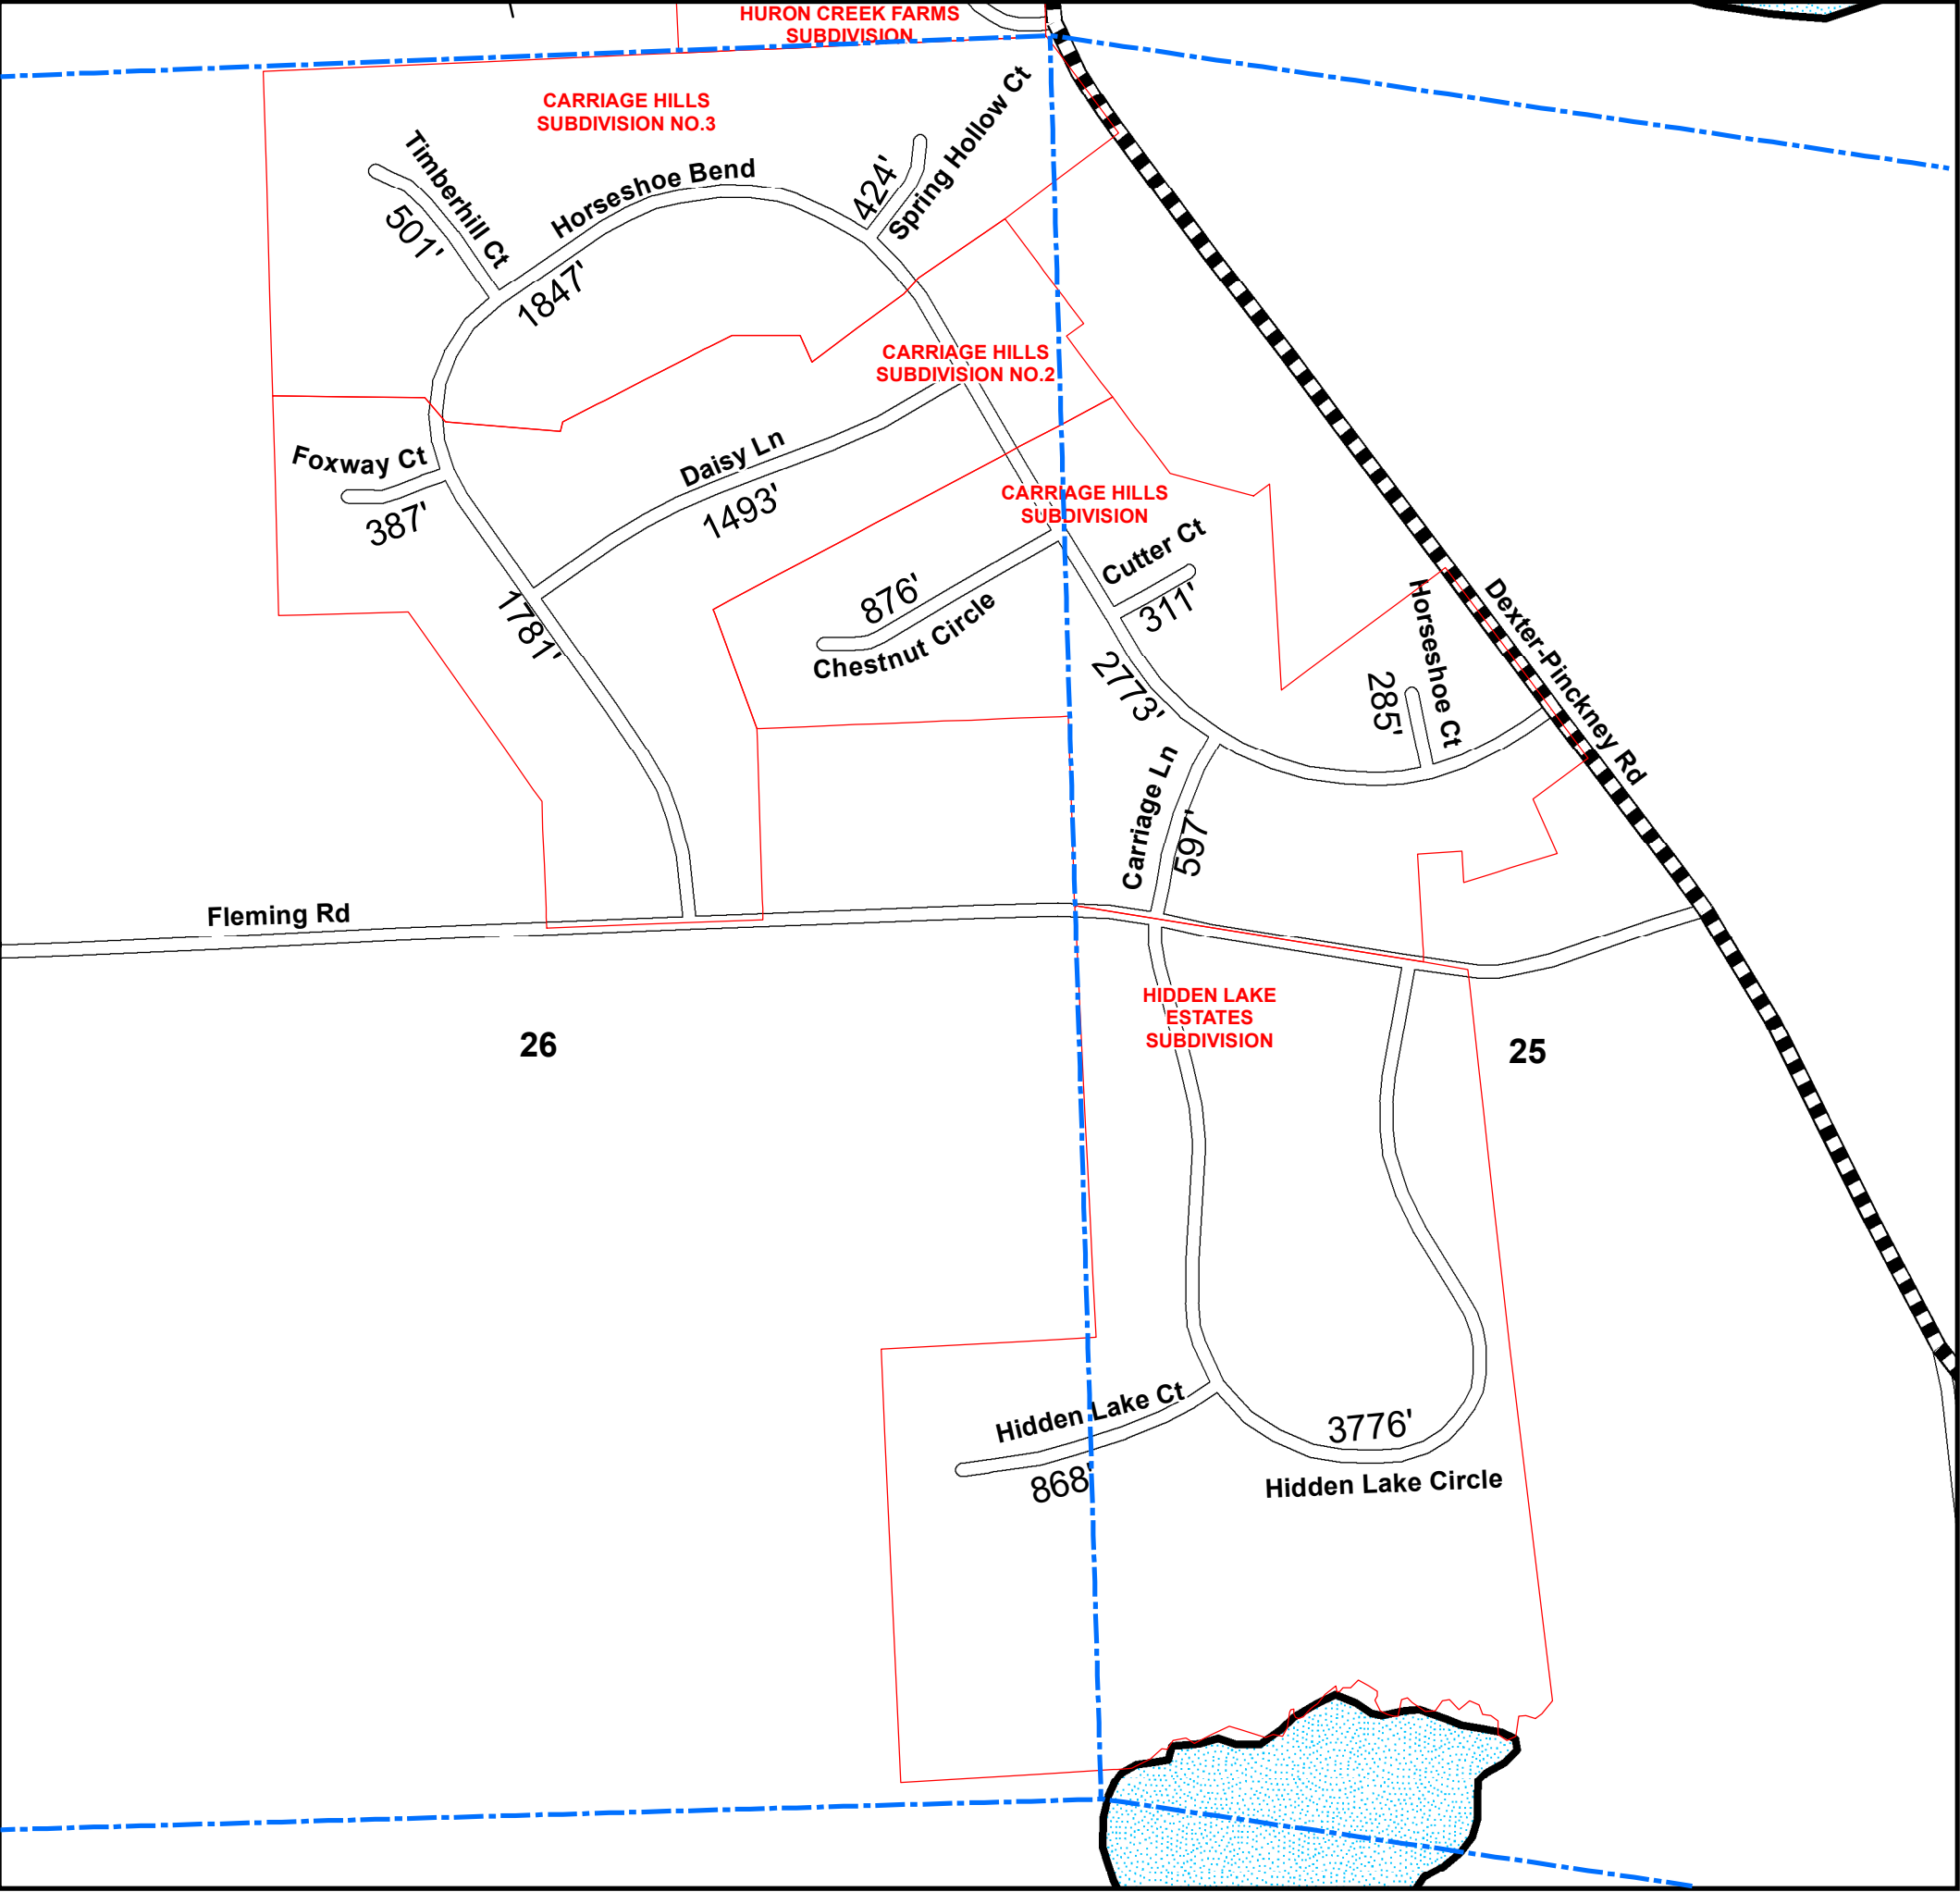 HURON CREEK FARMS
SUBDIVISION
CARRIAGE HILLS
SUBDIVISION NO.3
Timberhill Ct
501'
Horseshoe Bend
1847'
424'
Spring Hollow Ct
CARRIAGE HILLS
SUBDIVISION NO.2
Foxway Ct
387'
Daisy Ln
1493'
CARRIAGE HILLS
SUBDIVISION
Cutter Ct
311'
876'
Chestnut Circle
1781'
2773'
Horseshoe Ct
285'
Dexter-Pinckney Rd
Carriage Ln
597'
Fleming Rd
HIDDEN LAKE
ESTATES
SUBDIVISION
26
25
Hidden Lake Ct
868'
3776'
Hidden Lake Circle